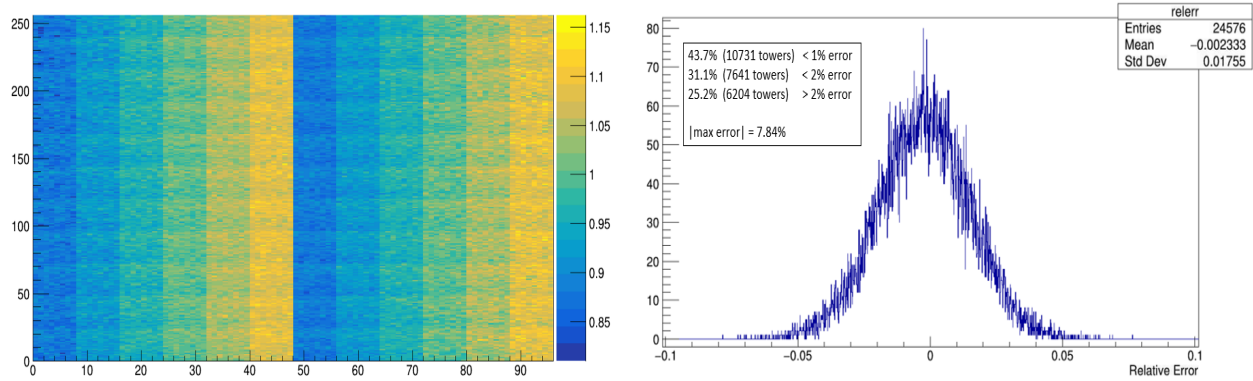 250
200
150
100
50
0
0 10 20 30 40 50 60 70 80 90
1.15
1.1
1.05
1
0.95
0.9
0.85
relerr
Entries 24576
Mean −0.002333
Std Dev 0.01755
43.7% (10731 towers) < 1% error
31.1% (7641 towers) < 2% error
25.2% (6204 towers) > 2% error
|max error| = 7.84%
80
70
60
50
40
30
20
10
0
−0.1 −0.05 0 0.05 0.1
Relative Error